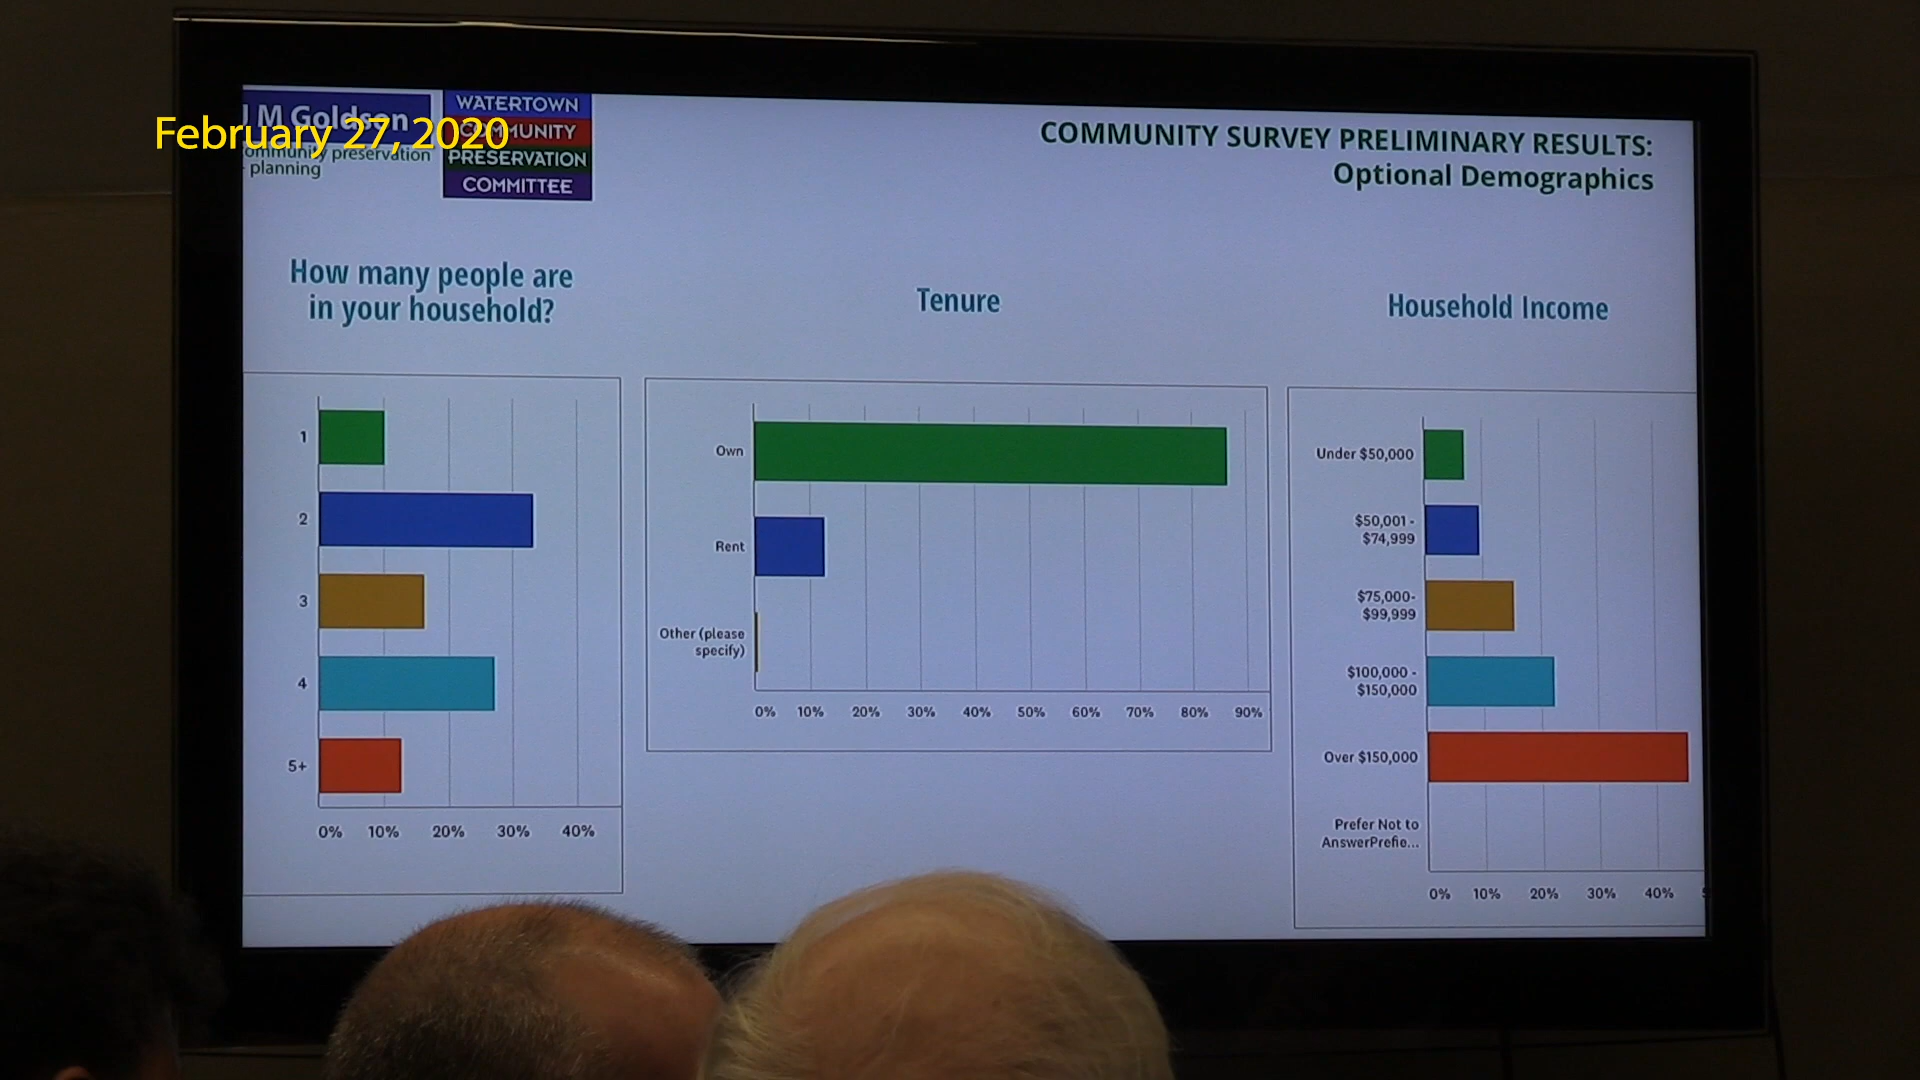 February 27, 2020
J M Goldson
community preservation
+ planning
WATERTOWN
COMMUNITY
PRESERVATION
COMMITTEE
COMMUNITY SURVEY PRELIMINARY RESULTS:
Optional Demographics
How many people are
in your household?
1
2
3
4
5+
0% 10% 20% 30% 40%
Tenure
Own
Rent
Other (please
specify)
0% 10% 20% 30% 40% 50% 60% 70% 80% 90%
Household Income
Under $50,000
$50,001 -
$74,999
$75,000-
$99,999
$100,000 -
$150,000
Over $150,000
Prefer Not to
AnswerPrefie...
0% 10% 20% 30% 40%